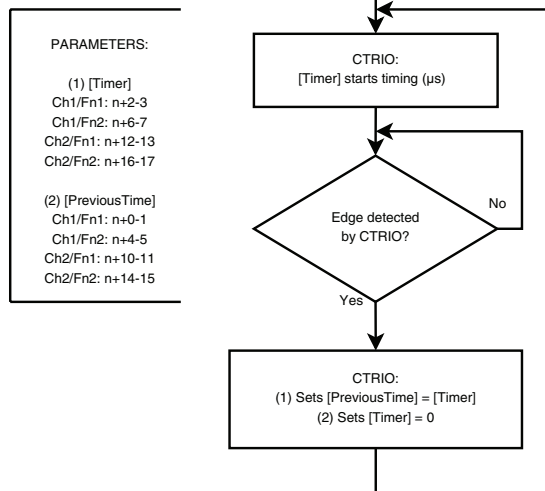 PARAMETERS:
(1) [Timer]
Ch1/Fn1: n+2-3
Ch1/Fn2: n+6-7
Ch2/Fn1: n+12-13
Ch2/Fn2: n+16-17
(2) [PreviousTime]
Ch1/Fn1: n+0-1
Ch1/Fn2: n+4-5
Ch2/Fn1: n+10-11
Ch2/Fn2: n+14-15
CTRIO:
[Timer] starts timing (µs)
Edge detected
by CTRIO?
No
Yes
CTRIO:
(1) Sets [PreviousTime] = [Timer]
(2) Sets [Timer] = 0